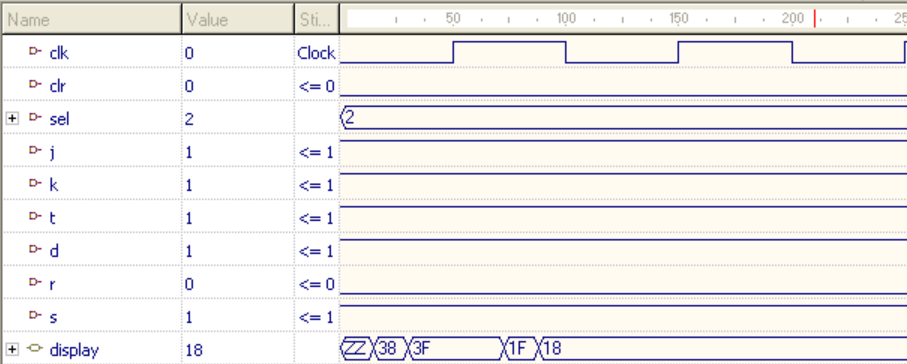 Name Value Sti... 50 100 150 200 25
clk 0 Clock
clr 0 <= 0
sel 2 2
j 1 <= 1
k 1 <= 1
t 1 <= 1
d 1 <= 1
r 0 <= 0
s 1 <= 1
display 18 ZZ 38 3F 1F 18